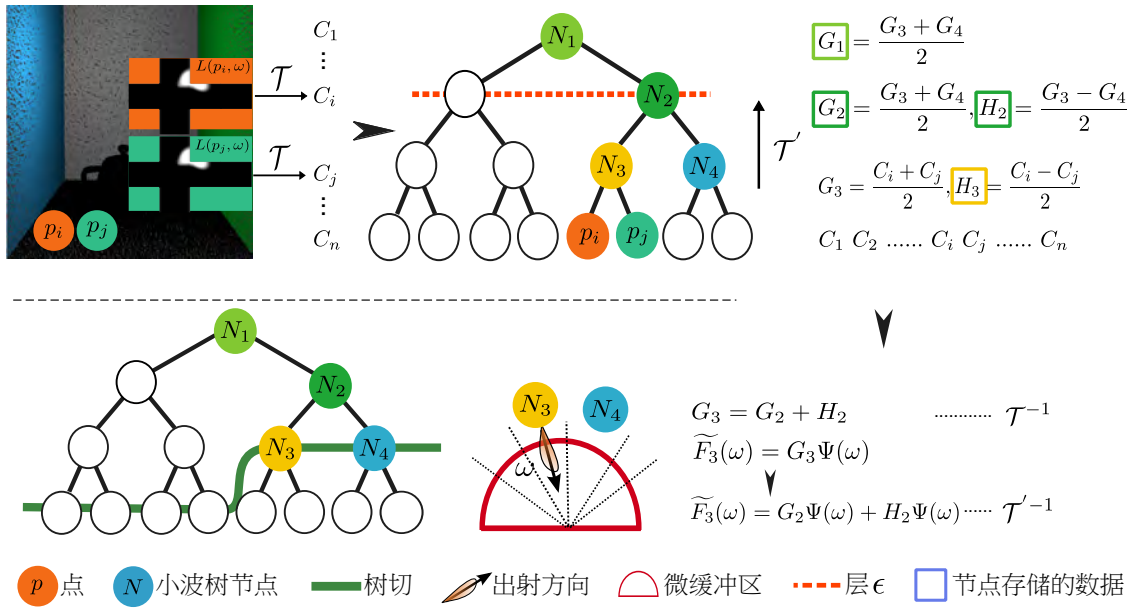 L(p_i, ω)
L(p_j, ω)
p_i p_j
𝒯
𝒯
C_1
⋮
C_i
C_j
⋮
C_n
N_1
N_2
N_3 N_4
p_i p_j
𝒯′
G_1 = (G_3 + G_4)/2
G_2 = (G_3 + G_4)/2, H_2 = (G_3 − G_4)/2
G_3 = (C_i + C_j)/2, H_3 = (C_i − C_j)/2
C_1 C_2 ...... C_i C_j ...... C_n
N_1
N_2
N_3 N_4
N_3 N_4
ω
G_3 = G_2 + H_2 ........... 𝒯^{-1}
F̃_3(ω) = G_3Ψ(ω)
F̃_3(ω) = G_2Ψ(ω) + H_2Ψ(ω) ...... 𝒯′^{-1}
p 点 N 小波树节点 树切 出射方向 微缓冲区 层 ϵ 节点存储的数据